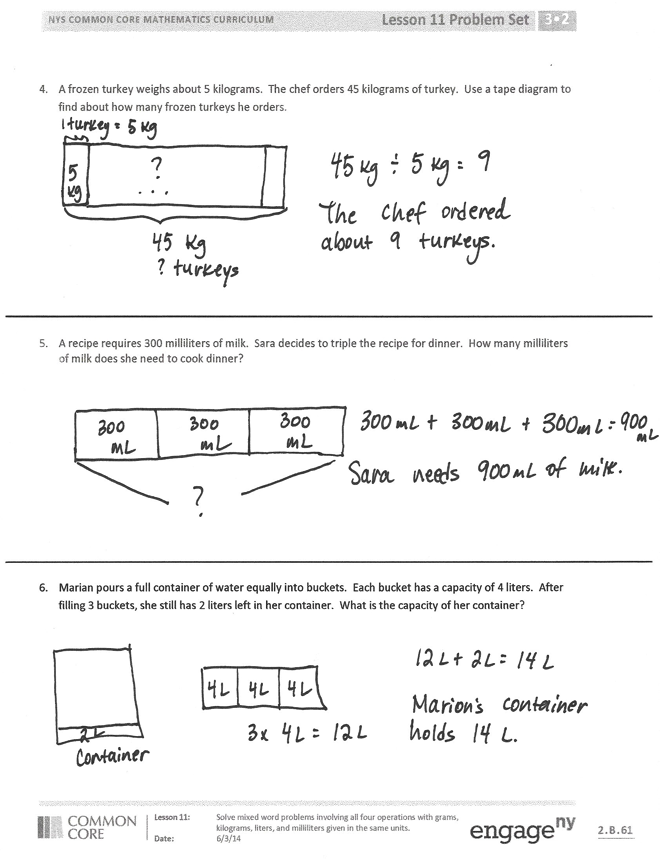 NYS COMMON CORE MATHEMATICS CURRICULUM Lesson 11 Problem Set 3•2
4. A frozen turkey weighs about 5 kilograms. The chef orders 45 kilograms of turkey. Use a tape diagram to
find about how many frozen turkeys he orders.
1 turkey = 5 kg
5
kg
?
...
45 kg
? turkeys
45 kg ÷ 5 kg = 9
The chef ordered
about 9 turkeys.
5. A recipe requires 300 milliliters of milk. Sara decides to triple the recipe for dinner. How many milliliters
of milk does she need to cook dinner?
300 300 300
mL mL mL
?
300 mL + 300 mL + 300 mL = 900
mL
Sara needs 900 mL of milk.
6. Marian pours a full container of water equally into buckets. Each bucket has a capacity of 4 liters. After
filling 3 buckets, she still has 2 liters left in her container. What is the capacity of her container?
2L
Container
4L 4L 4L
3x 4L = 12L
12L + 2L = 14L
Marion's container
holds 14 L.
COMMON
CORE
Lesson 11: Solve mixed word problems involving all four operations with grams,
kilograms, liters, and milliliters given in the same units.
Date: 6/3/14
engageny
2.B.61